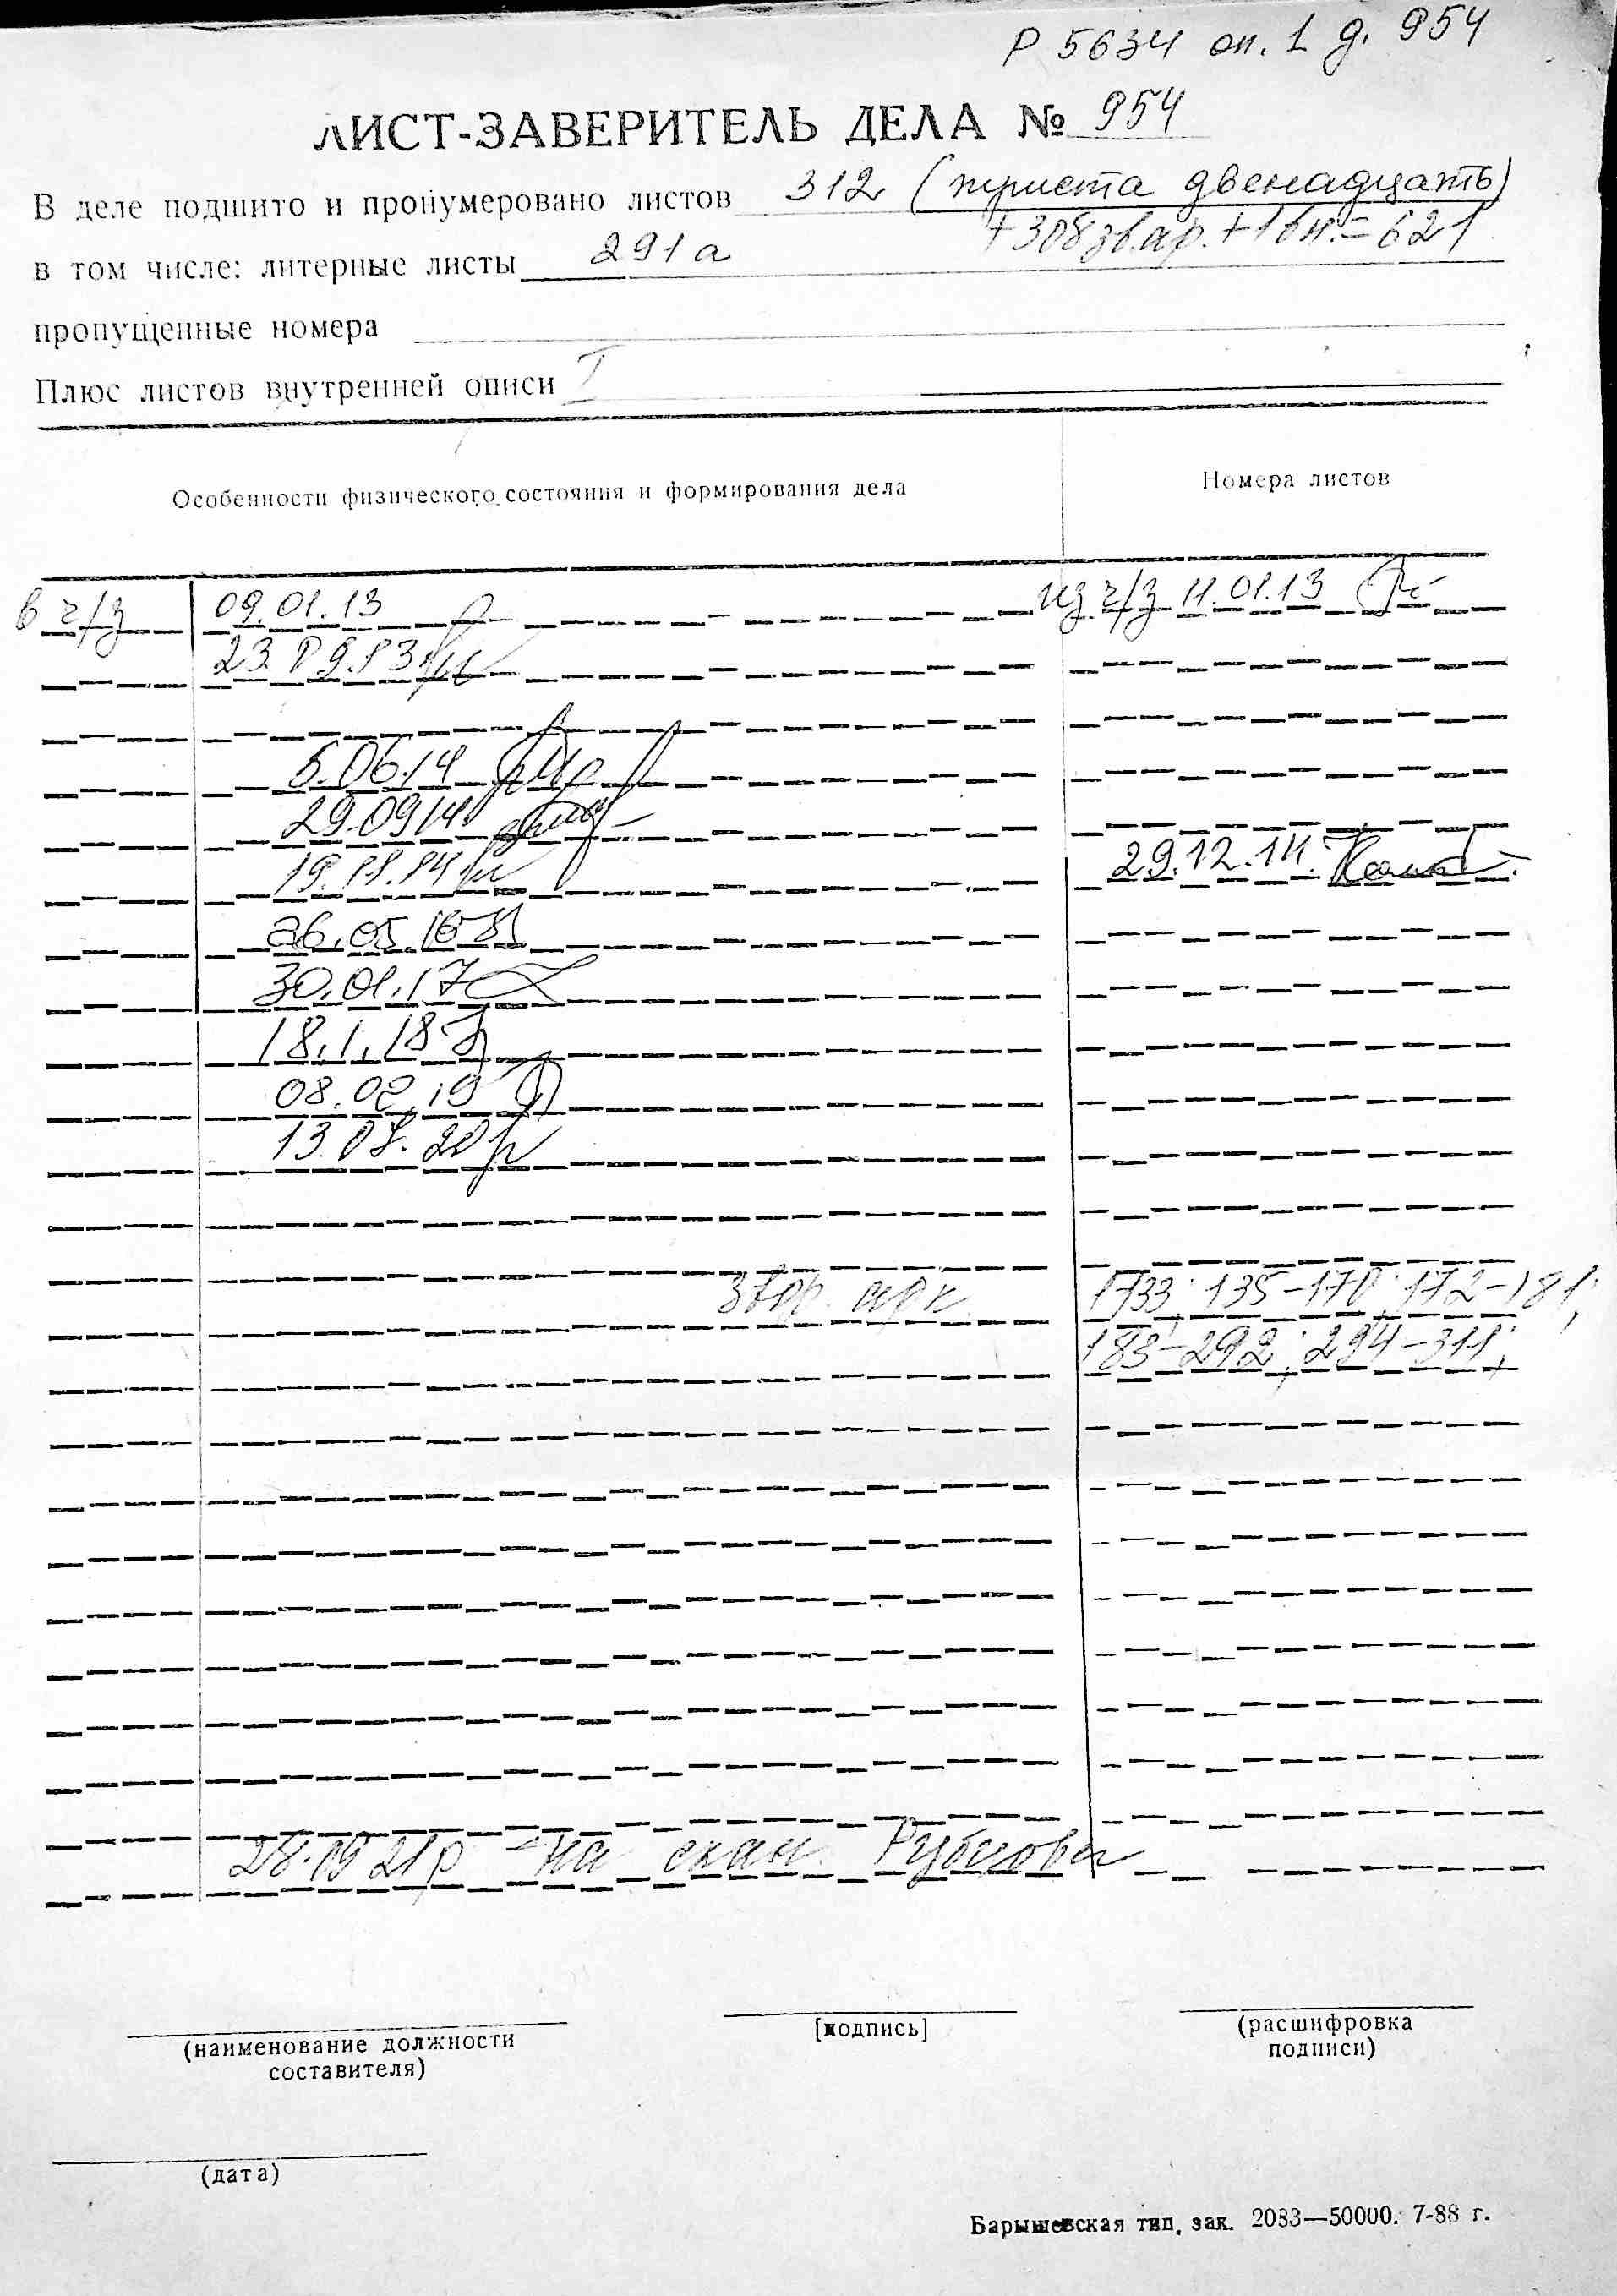 Р 5634 оп. 1 д. 954
ЛИСТ-ЗАВЕРИТЕЛЬ ДЕЛА № 954
В деле подшито и пронумеровано листов 312 (триста двенадцать)
+308 зв. ар. + 1 вн. = 621
в том числе: литерные листы 291а
пропущенные номера
Плюс листов внутренней описи I
Особенности физического состояния и формирования дела Номера листов
в ч/з 09.01.13 из ч/з 11.01.13
23.09.13
5.06.14
29.09.14
19.11.14 29.12.14.
26.05.16
30.01.17
18.1.18
08.02.19
13.08.20
Звор. арк. 1-133; 135-170; 172-181;
183-292; 294-311;
28.09.21р - на скан.
(наименование должности составителя) [подпись] (расшифровка подписи)
(дата)
Барышевская тип. зак. 2033—50000. 7-88 г.